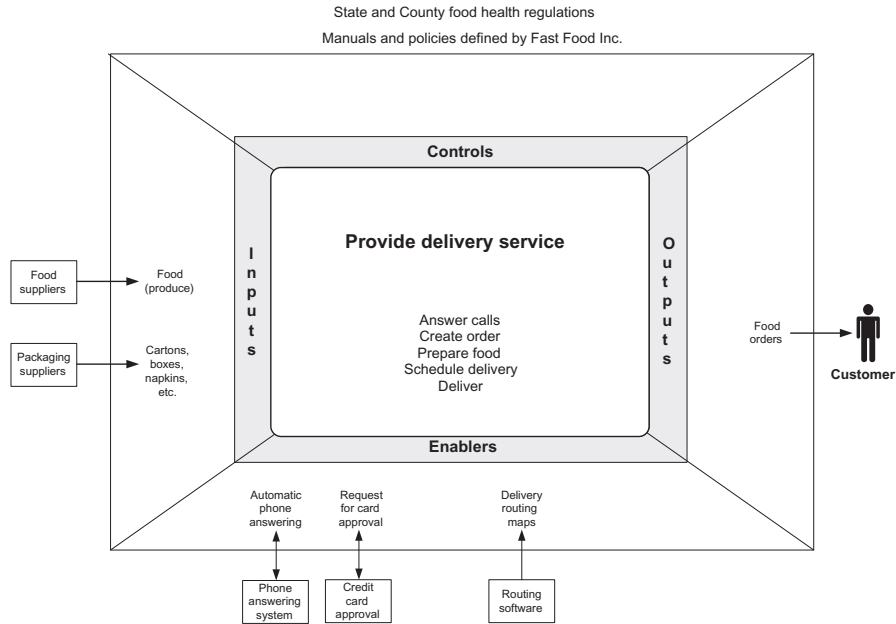 State and County food health regulations
Manuals and policies defined by Fast Food Inc.
Controls
Inputs
Provide delivery service
Outputs
Answer calls
Create order
Prepare food
Schedule delivery
Deliver
Enablers
Food
suppliers
Food
(produce)
Packaging
suppliers
Cartons,
boxes,
napkins,
etc.
Food
orders
Customer
Automatic
phone
answering
Request
for card
approval
Delivery
routing
maps
Phone
answering
system
Credit
card
approval
Routing
software